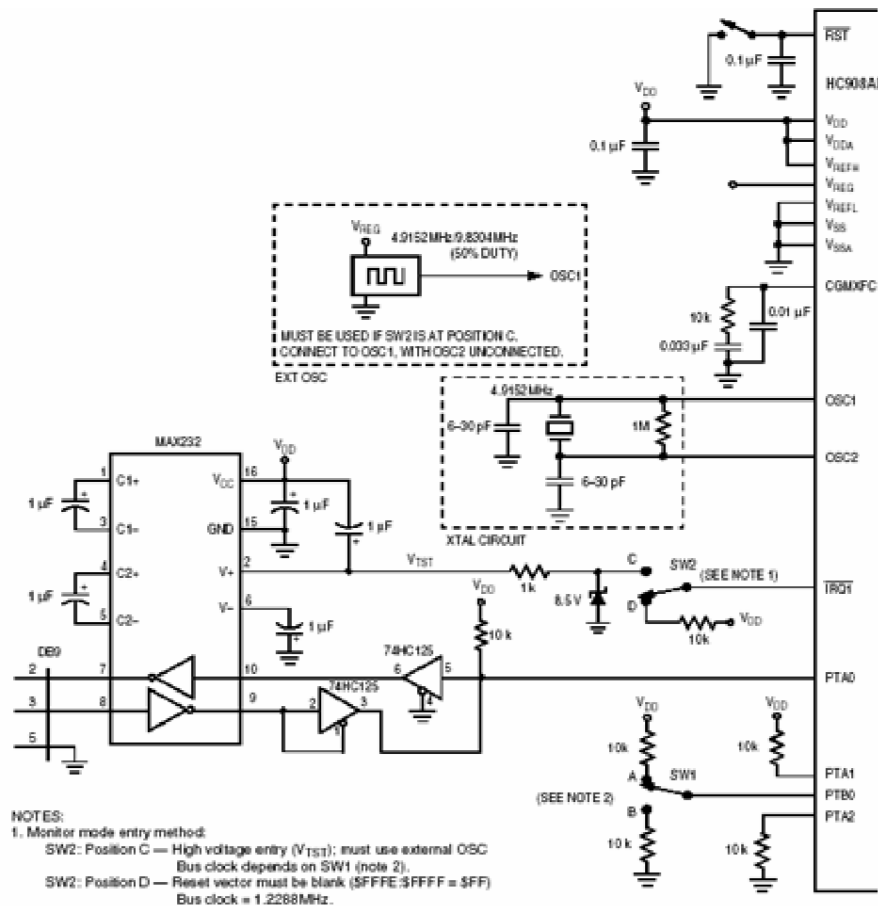 RST
0.1 µF
HC908A
VDD
VDD
0.1 µF
VDDA
VREFH
VREG
VREFL
VSS
VSSA
VREG
4.9152MHz/9.8304MHz
(50% DUTY)
OSC1
MUST BE USED IF SW2 IS AT POSITION C.
CONNECT TO OSC1, WITH OSC2 UNCONNECTED.
EXT OSC
CGMXFC
10k
0.01 µF
0.033 µF
4.9152MHz
6–30 pF
1M
OSC1
OSC2
6–30 pF
XTAL CIRCUIT
MAX232
VDD
1 C1+
VCC 16
1 µF
1 µF
1 µF
3 C1–
GND 15
4 C2+
V+ 2
VTST
1k
8.5 V
C
SW2
(SEE NOTE 1)
IRQ1
D
VDD
10k
1 µF
5 C2–
V– 6
1 µF
VDD
10k
DB9
74HC125
2
7
10
6
5
4
PTA0
74HC125
3
8
9
2
3
1
5
VDD
VDD
10k
10k
A
SW1
PTA1
PTB0
(SEE NOTE 2)
B
PTA2
10k
10k
NOTES:
1. Monitor mode entry method:
SW2: Position C — High voltage entry (VTST); must use external OSC
Bus clock depends on SW1 (note 2).
SW2: Position D — Reset vector must be blank ($FFFE:$FFFF = $FF)
Bus clock = 1.2288MHz.